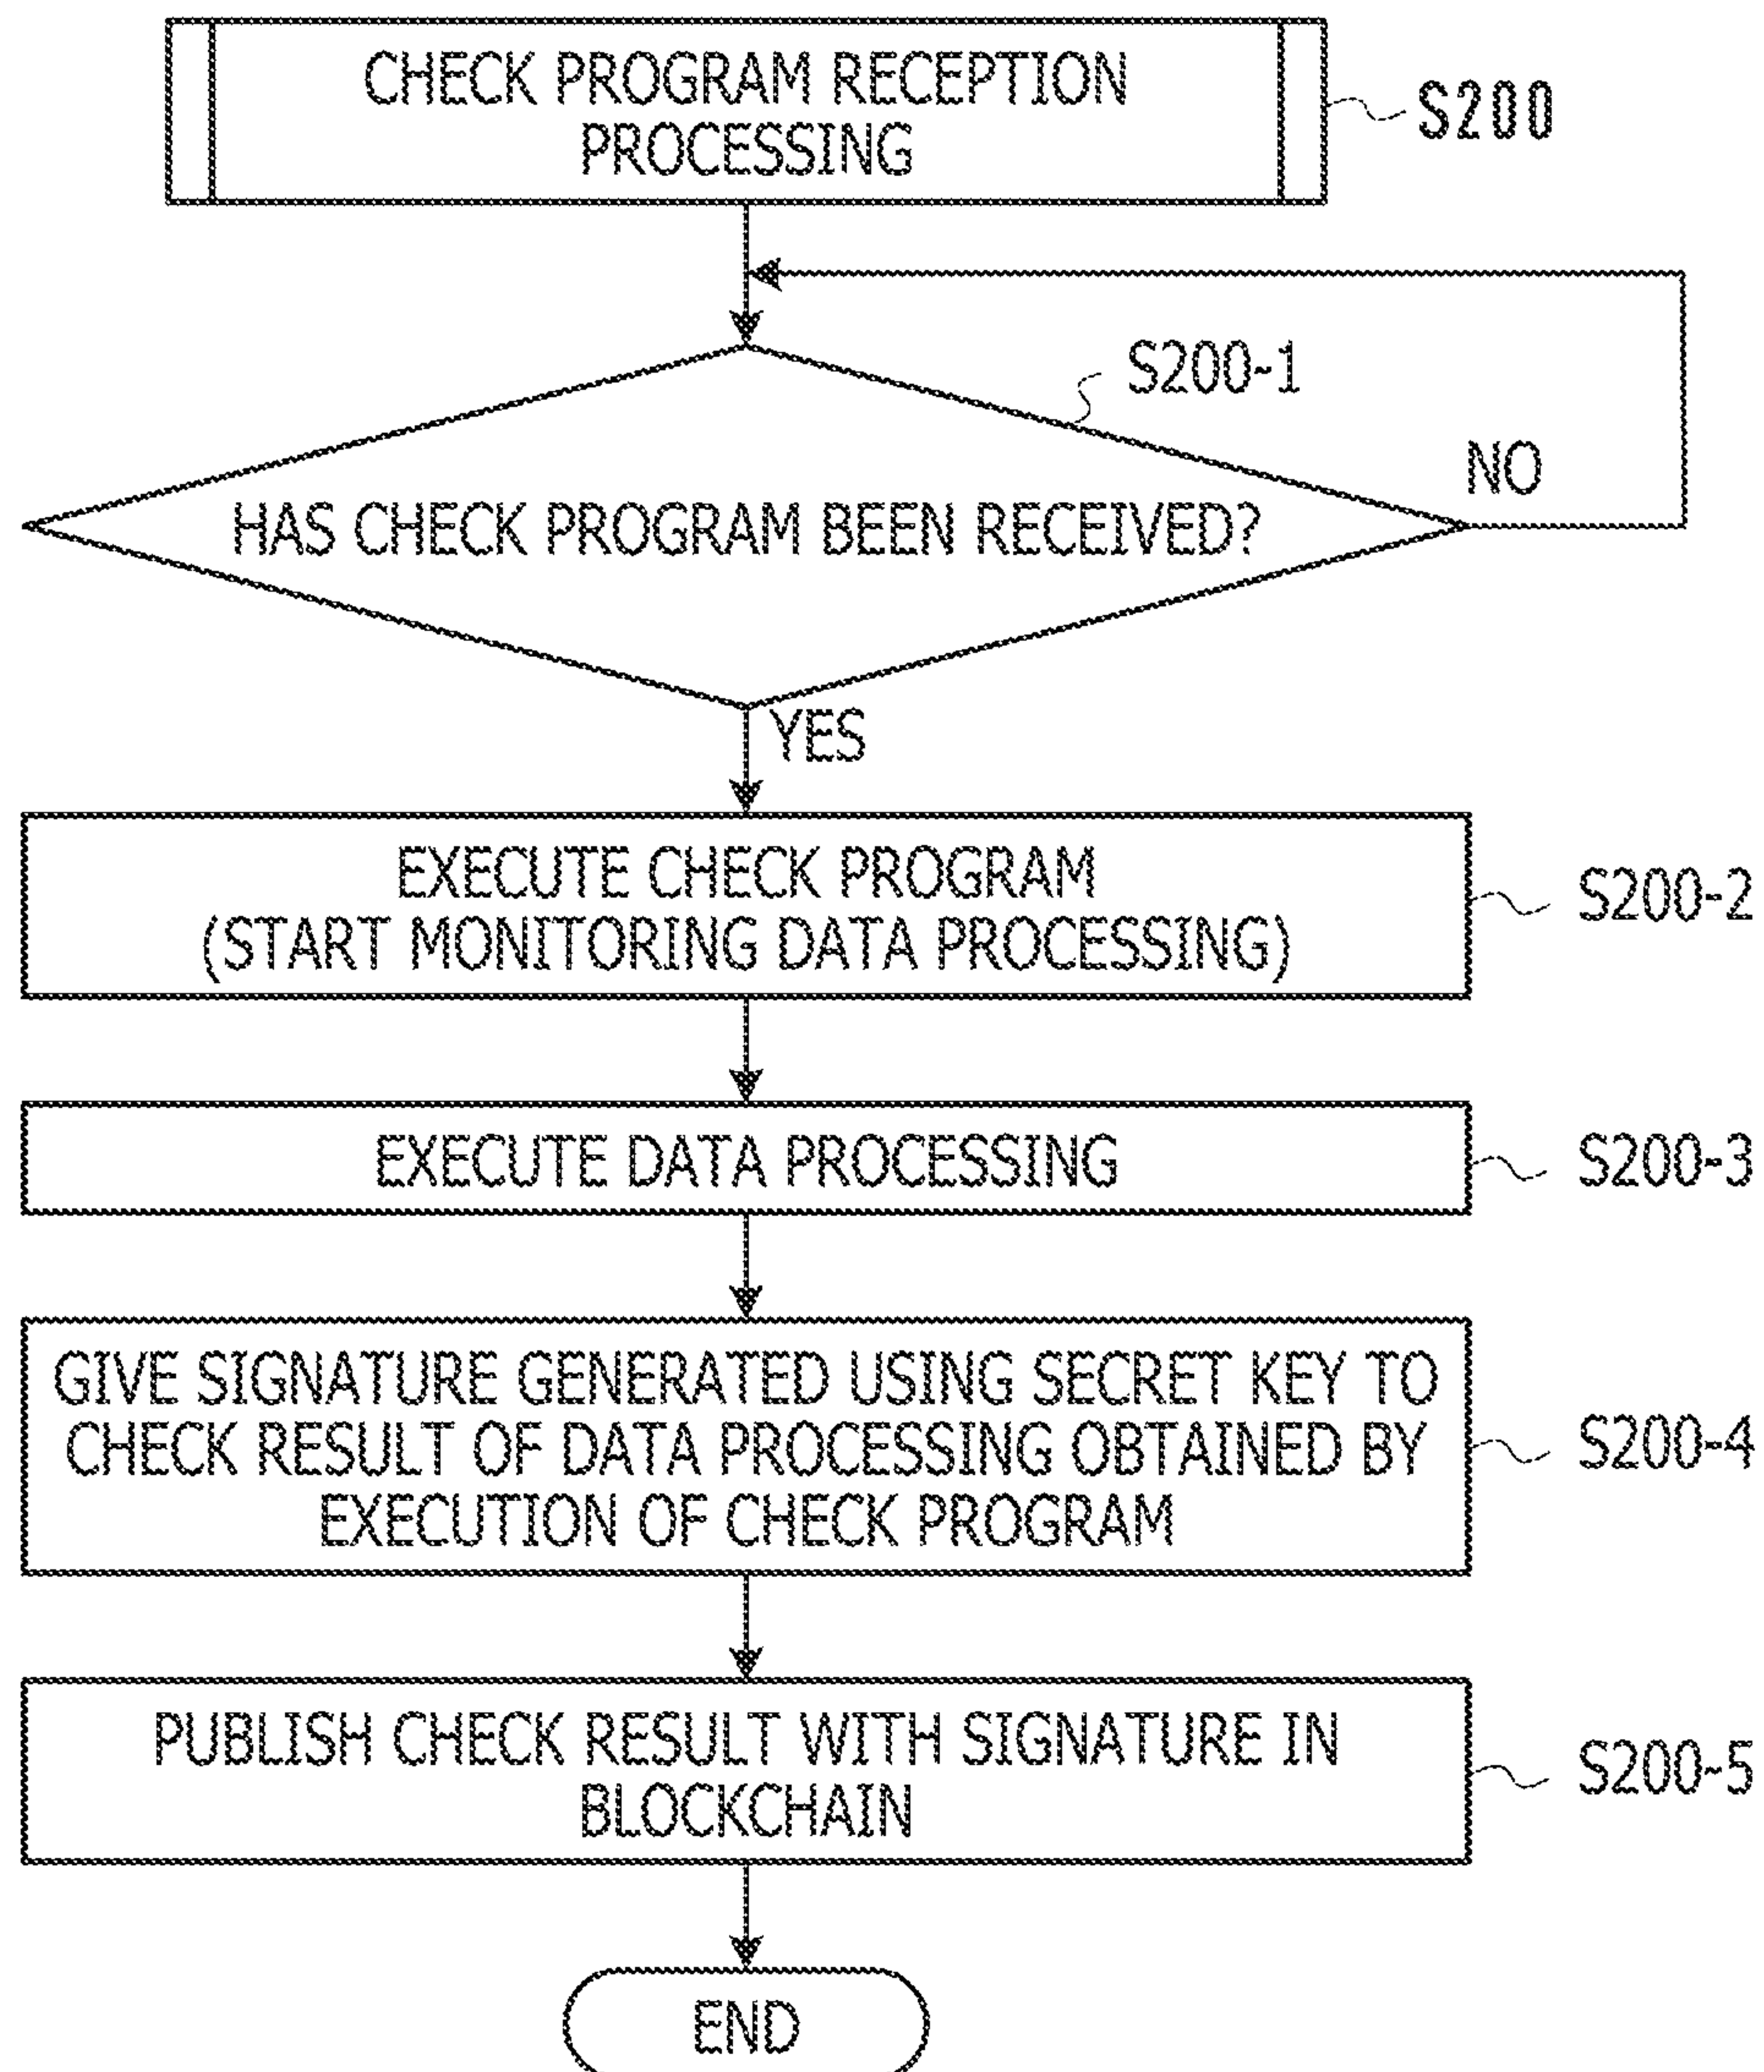 CHECK PROGRAM RECEPTION
PROCESSING
S200
S200-1
NO
HAS CHECK PROGRAM BEEN RECEIVED?
YES
EXECUTE CHECK PROGRAM
(START MONITORING DATA PROCESSING)
S200-2
EXECUTE DATA PROCESSING
S200-3
GIVE SIGNATURE GENERATED USING SECRET KEY TO
CHECK RESULT OF DATA PROCESSING OBTAINED BY
EXECUTION OF CHECK PROGRAM
S200-4
PUBLISH CHECK RESULT WITH SIGNATURE IN
BLOCKCHAIN
S200-5
END